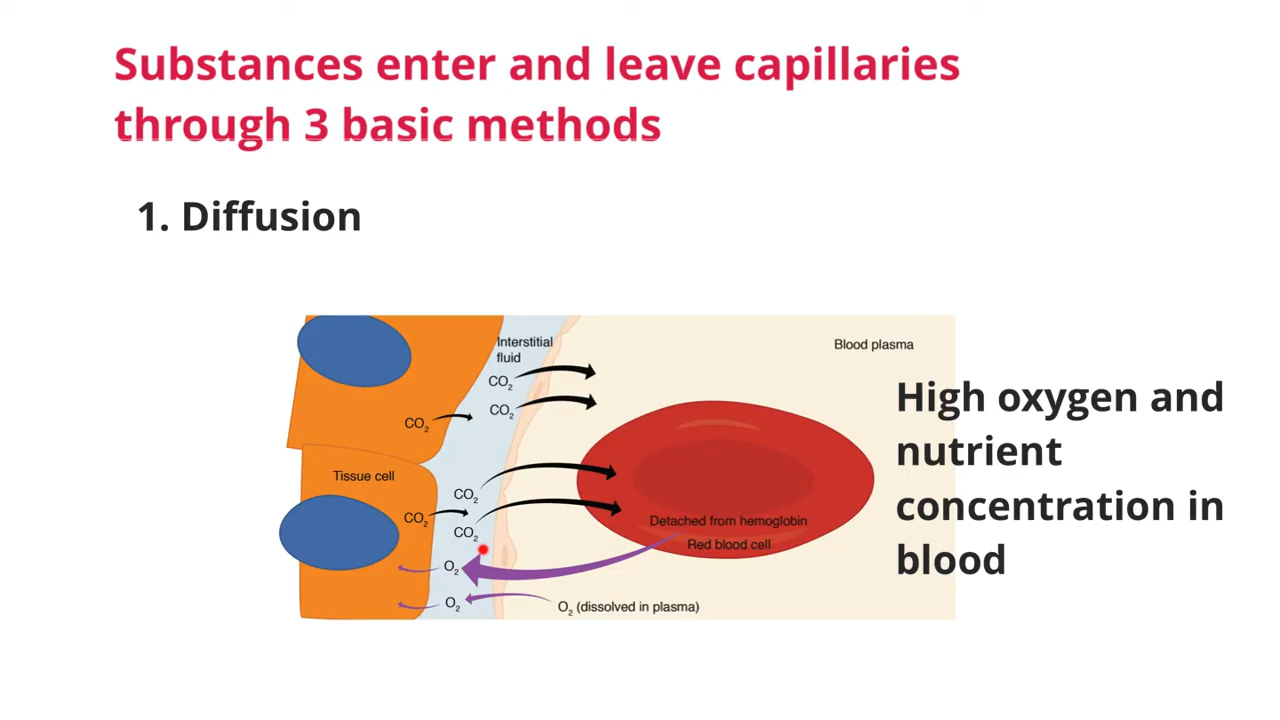 Substances enter and leave capillaries
through 3 basic methods
1. Diffusion
Interstitial
fluid
Blood plasma
CO₂
CO₂
CO₂
High oxygen and
nutrient
concentration in
blood
Tissue cell
CO₂
CO₂
CO₂
Detached from hemoglobin
Red blood cell
O₂
O₂
O₂ (dissolved in plasma)